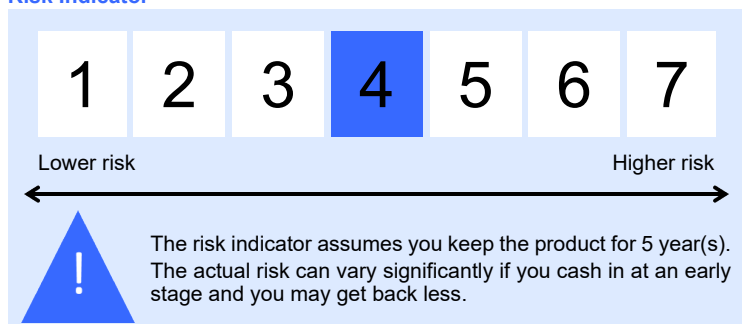 Risk Indicator
1 2 3 4 5 6 7
Lower risk Higher risk
!
The risk indicator assumes you keep the product for 5 year(s).
The actual risk can vary significantly if you cash in at an early
stage and you may get back less.